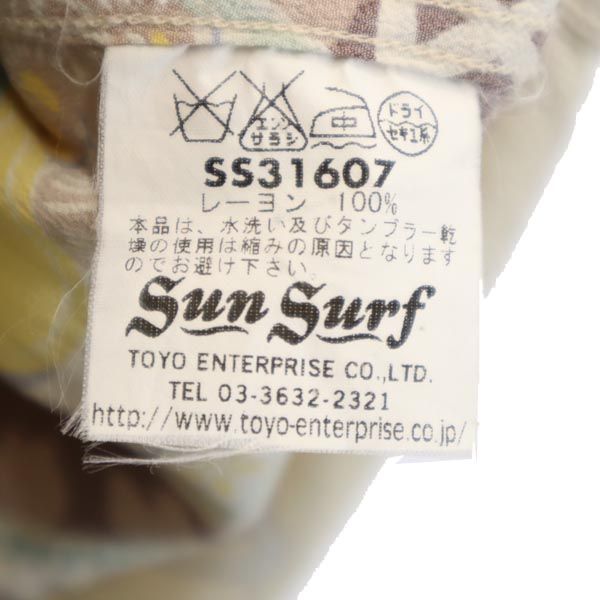 エンソ
サラシ
中
ドライ
セキユ系
SS31607
レーヨン 100%
本品は、水洗い及びタンブラー乾
燥の使用は縮みの原因となります
のでお避け下さい。
Sun Surf
TOYO ENTERPRISE CO.,LTD.
TEL 03-3632-2321
http://www.toyo-enterprise.co.jp/